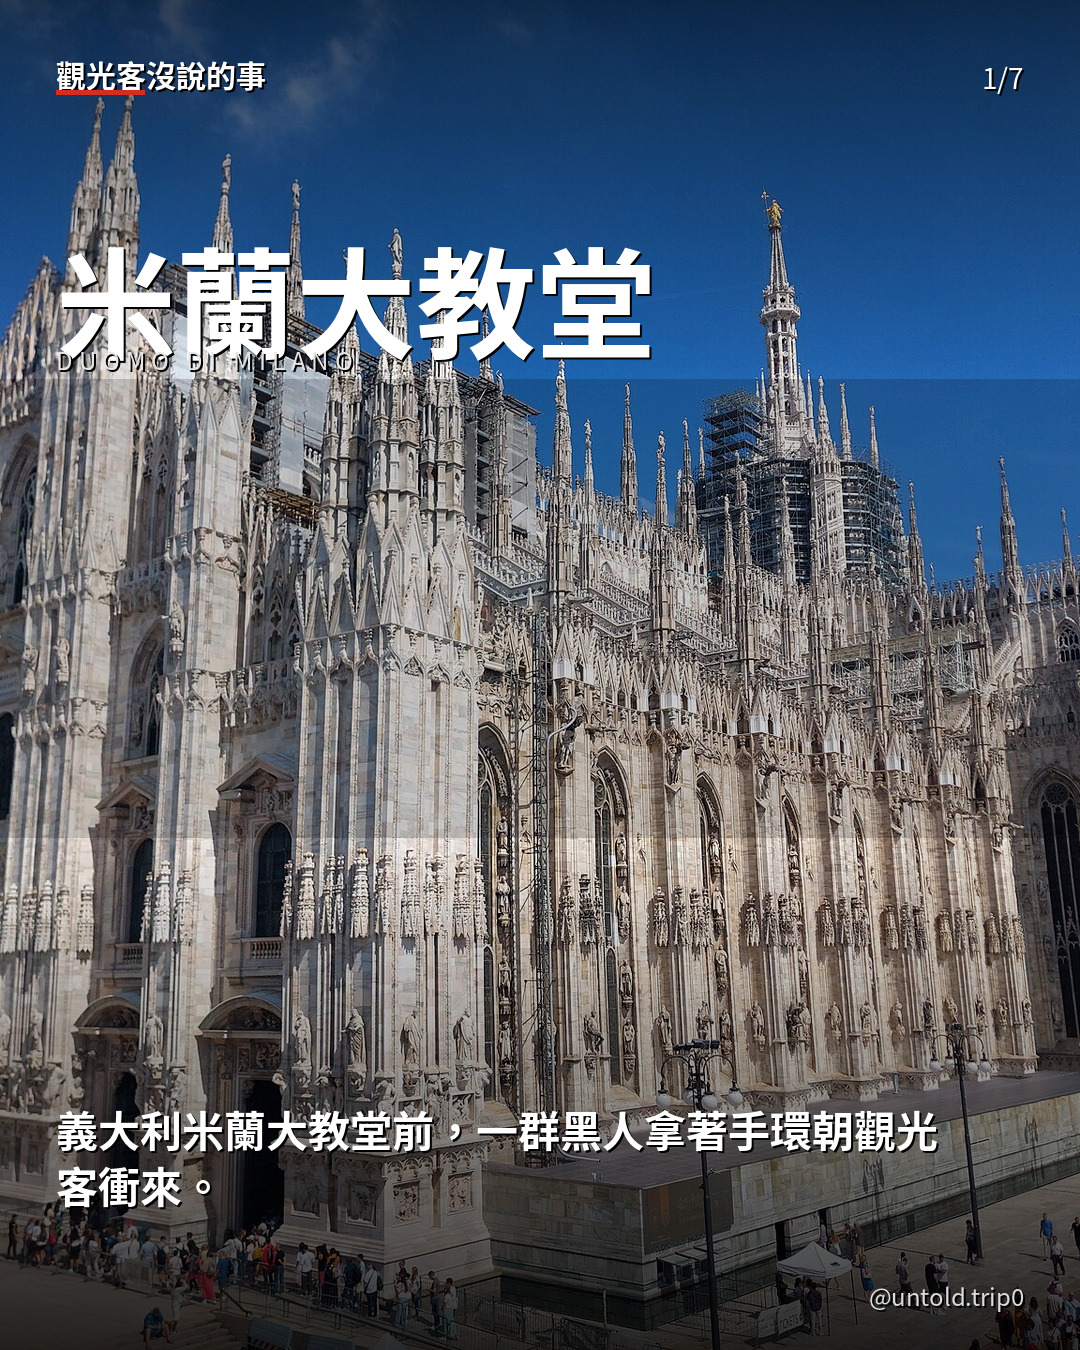 觀光客沒說的事
1/7
米蘭大教堂
DUOMO DI MILANO
義大利米蘭大教堂前，一群黑人拿著手環朝觀光
客衝來。
@untold.trip0